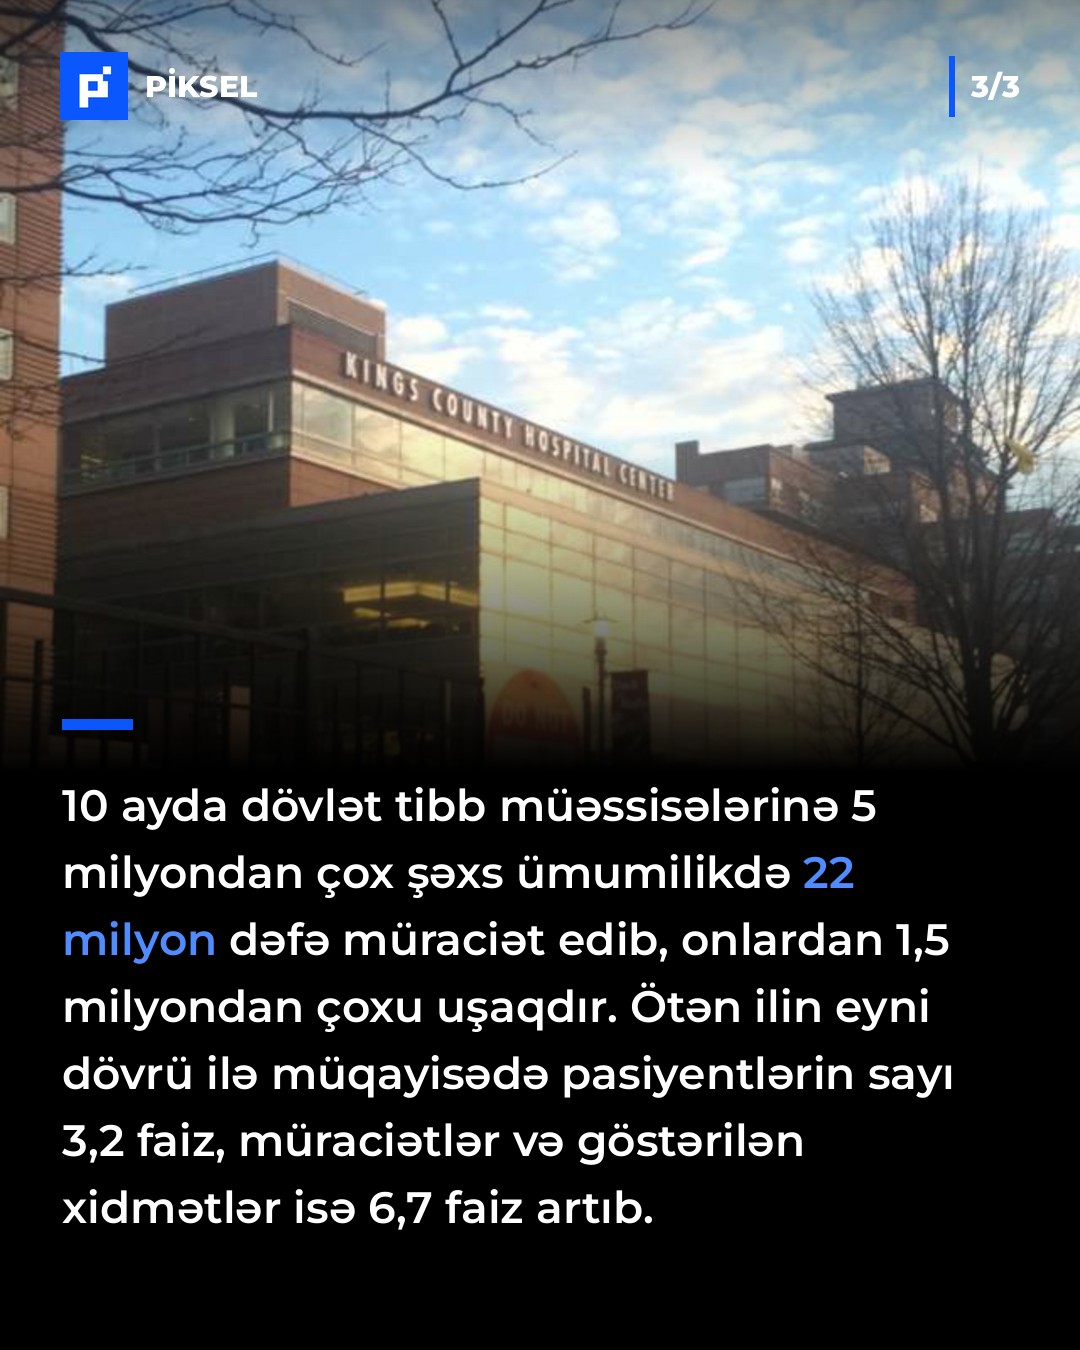 PİKSEL
3/3
KINGS COUNTY HOSPITAL CENTER
10 ayda dövlət tibb müəssisələrinə 5
milyondan çox şəxs ümumilikdə 22
milyon dəfə müraciət edib, onlardan 1,5
milyondan çoxu uşaqdır. Ötən ilin eyni
dövrü ilə müqayisədə pasiyentlərin sayı
3,2 faiz, müraciətlər və göstərilən
xidmətlər isə 6,7 faiz artıb.